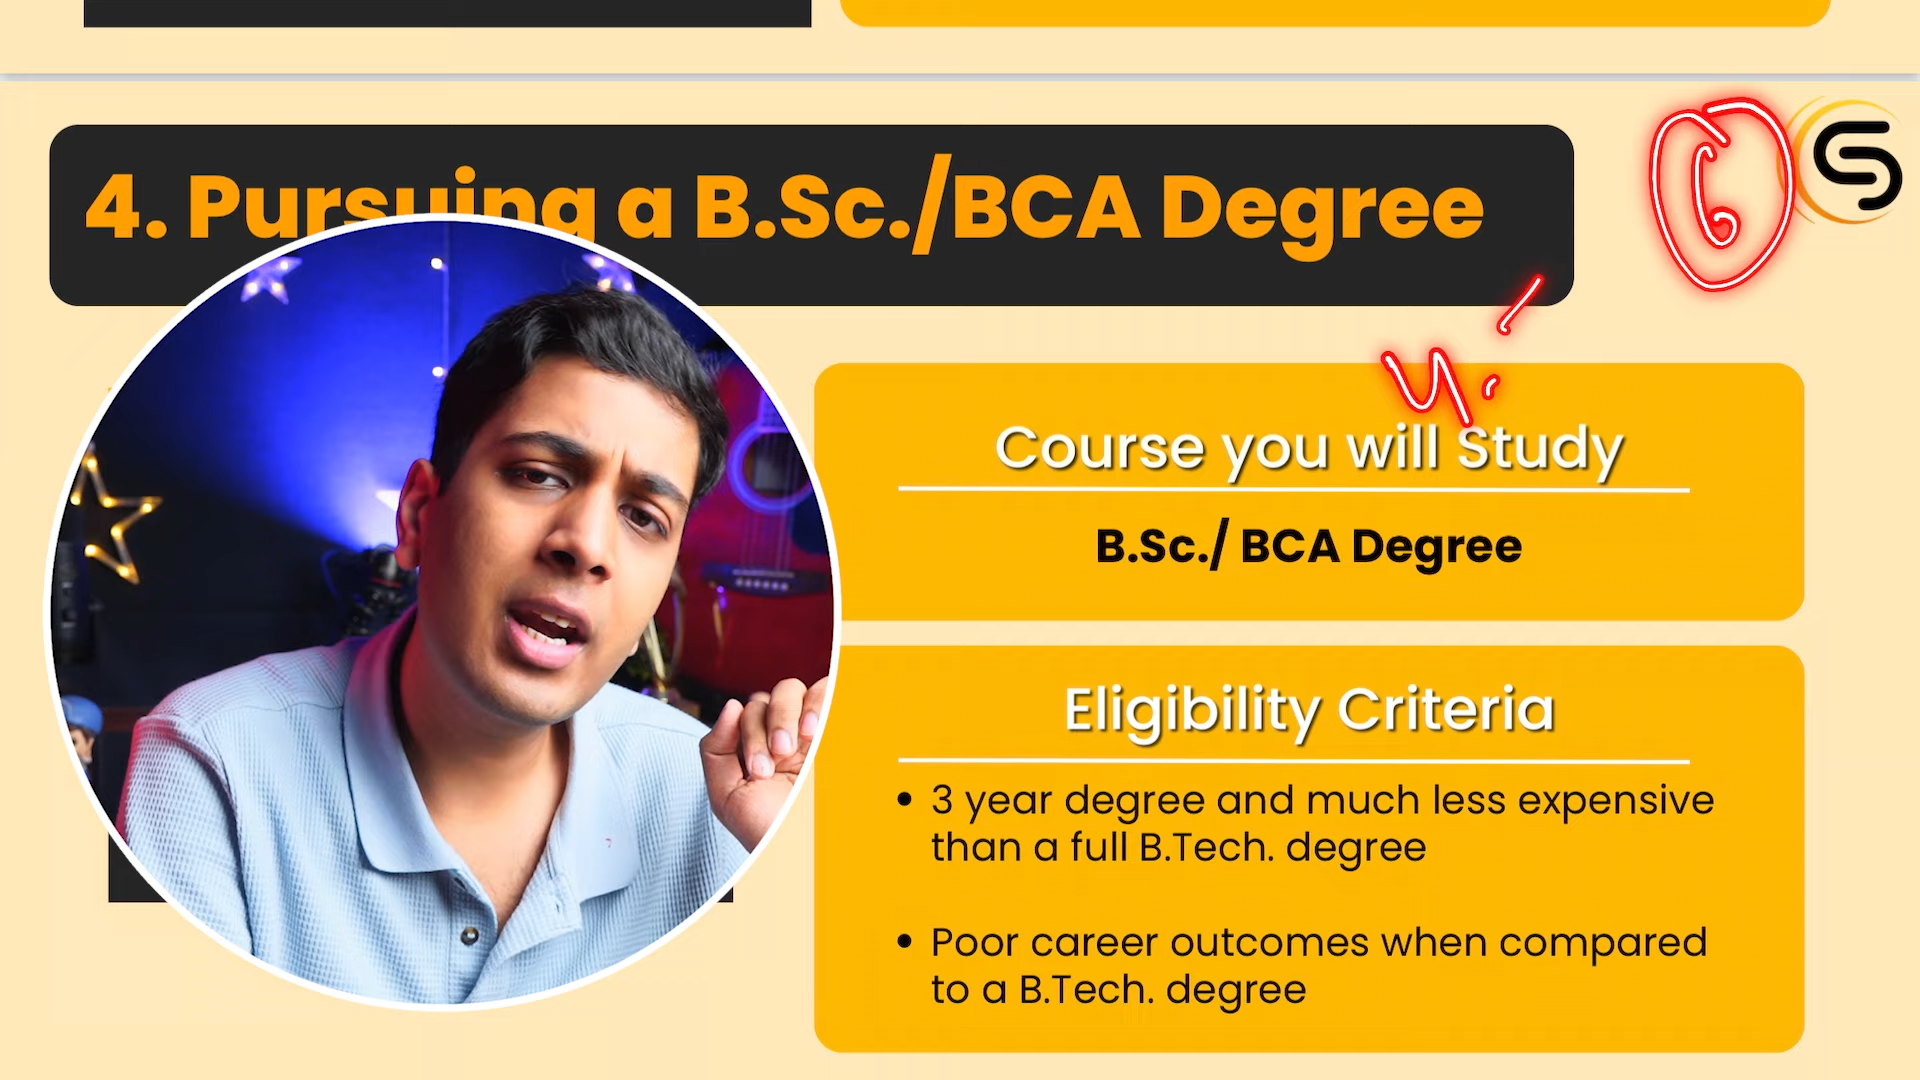 4. Pursuing a B.Sc./BCA Degree
Course you will Study
B.Sc./ BCA Degree
Eligibility Criteria
• 3 year degree and much less expensive
than a full B.Tech. degree
• Poor career outcomes when compared
to a B.Tech. degree